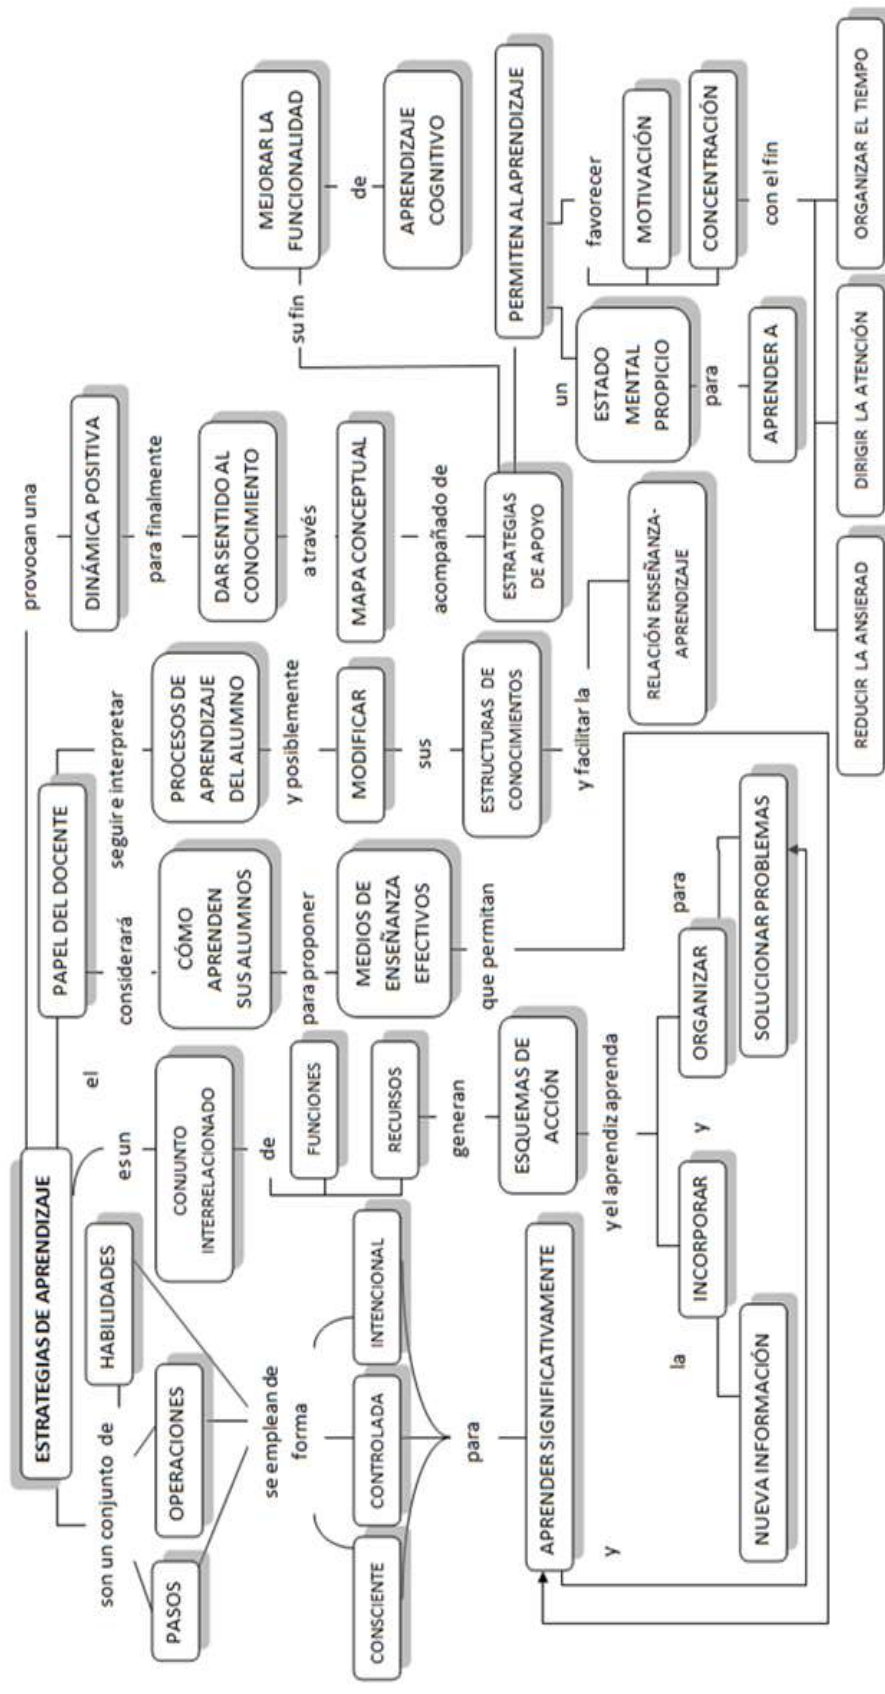 ESTRATEGIAS DE APRENDIZAJE
son un conjunto de
HABILIDADES
OPERACIONES
PASOS
se emplean de
forma
CONSCIENTE
CONTROLADA
INTENCIONAL
para
APRENDER SIGNIFICATIVAMENTE
y
es un
CONJUNTO
INTERRELACIONADO
de
FUNCIONES
RECURSOS
generan
ESQUEMAS DE
ACCIÓN
y el aprendiz aprenda
INCORPORAR
y
ORGANIZAR
la
NUEVA INFORMACIÓN
para
SOLUCIONAR PROBLEMAS
el
PAPEL DEL DOCENTE
considerará
CÓMO
APRENDEN
SUS ALUMNOS
para proponer
MEDIOS DE
ENSEÑANZA
EFECTIVOS
que permitan
seguir e interpretar
PROCESOS DE
APRENDIZAJE
DEL ALUMNO
y posiblemente
MODIFICAR
sus
ESTRUCTURAS DE
CONOCIMIENTOS
y facilitar la
RELACIÓN ENSEÑANZA-
APRENDIZAJE
provocan una
DINÁMICA POSITIVA
para finalmente
DAR SENTIDO AL
CONOCIMIENTO
a través
MAPA CONCEPTUAL
acompañado de
ESTRATEGIAS
DE APOYO
su fin
MEJORAR LA
FUNCIONALIDAD
de
APRENDIZAJE
COGNITIVO
PERMITEN AL APRENDIZAJE
un
ESTADO
MENTAL
PROPICIO
para
APRENDER A
favorecer
MOTIVACIÓN
CONCENTRACIÓN
con el fin
REDUCIR LA ANSIERAD
DIRIGIR LA ATENCIÓN
ORGANIZAR EL TIEMPO